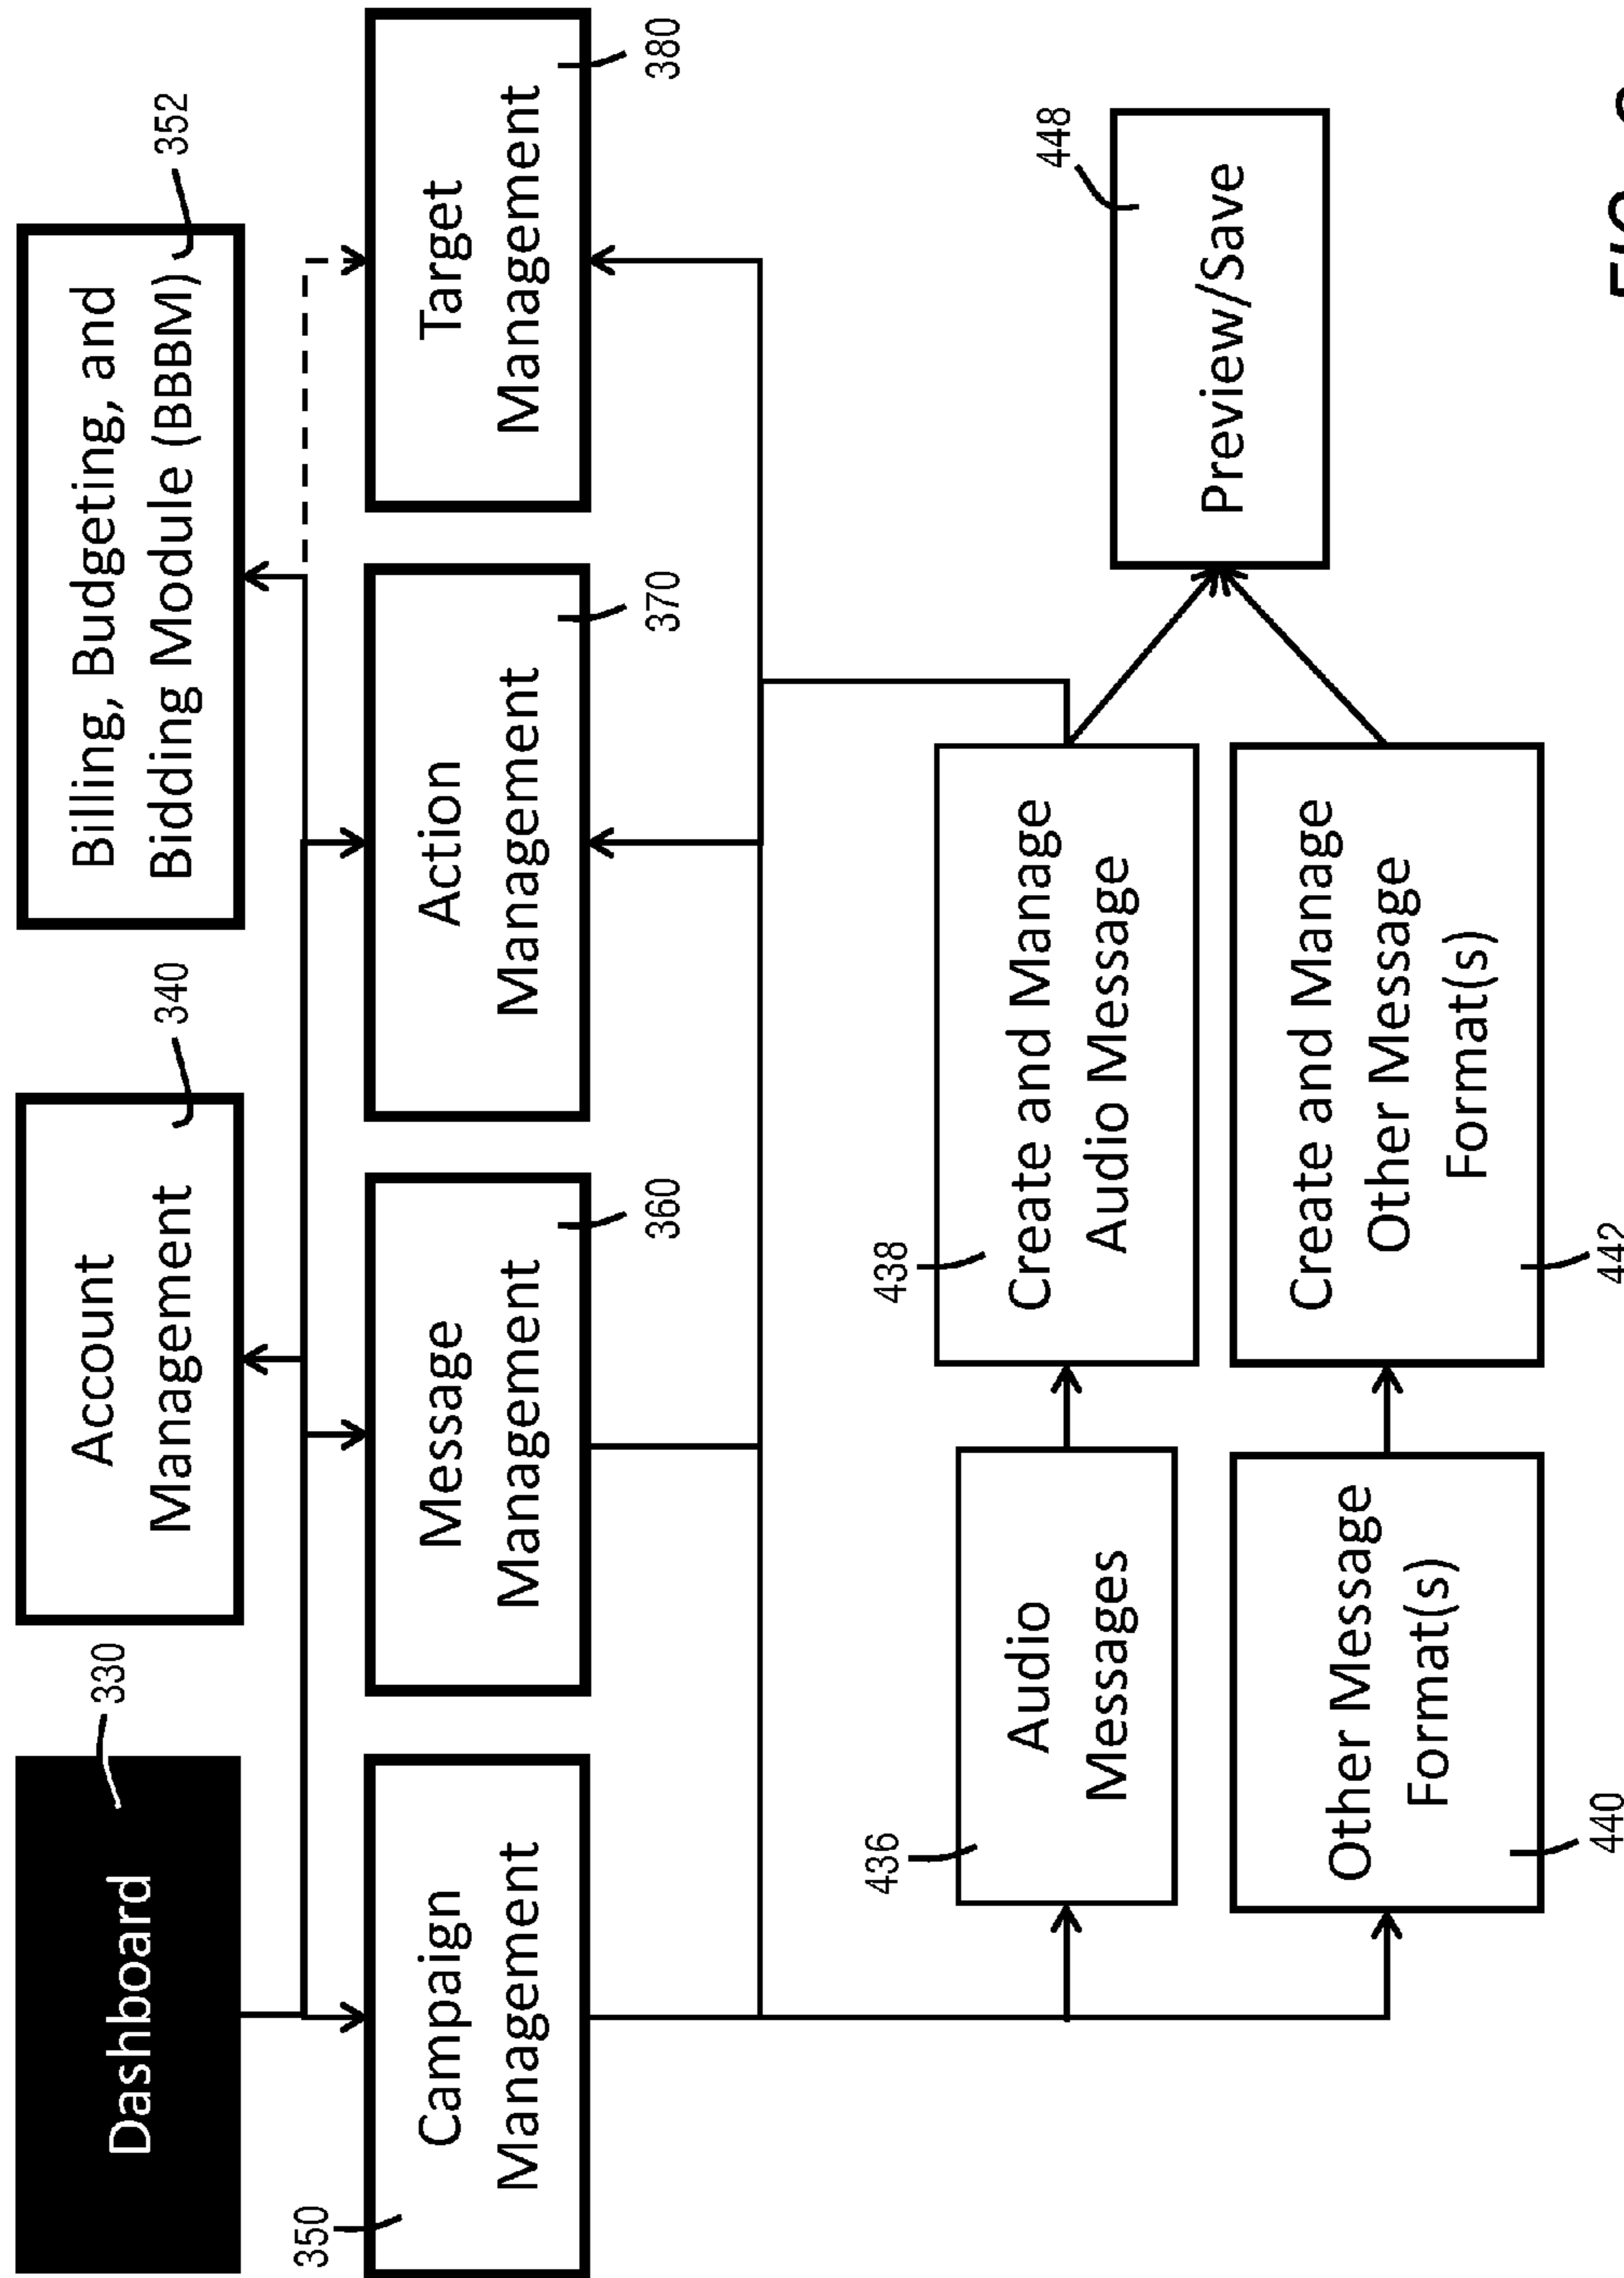 Dashboard
330
Account
Management
340
Billing, Budgeting, and
Bidding Module (BBBM)
352
350
Campaign
Management
Message
Management
360
Action
Management
370
Target
Management
380
436
Audio
Messages
438
Create and Manage
Audio Message
448
Preview/Save
Other Message
Format(s)
440
Create and Manage
Other Message
Format(s)
442